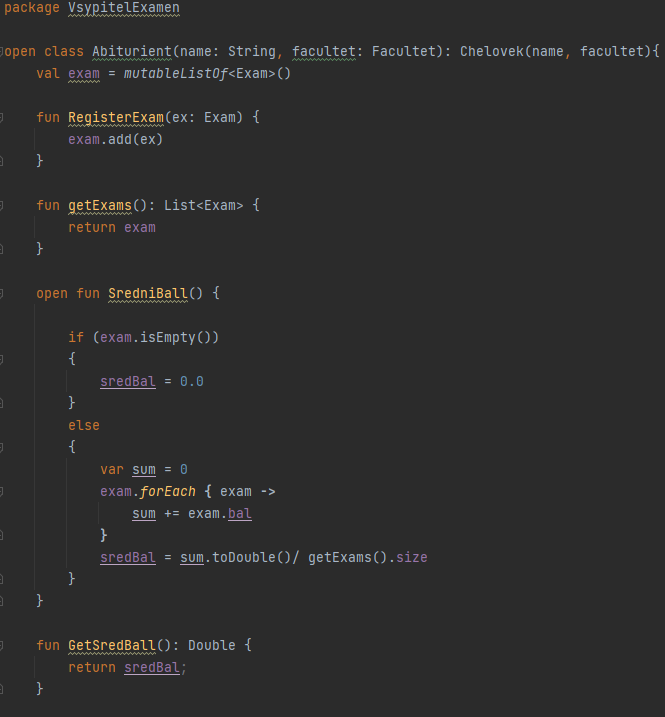 package VsypitelExamen
open class Abiturient(name: String, facultet: Facultet): Chelovek(name, facultet){
val exam = mutableListOf<Exam>()
fun RegisterExam(ex: Exam) {
exam.add(ex)
}
fun getExams(): List<Exam> {
return exam
}
open fun SredniBall() {
if (exam.isEmpty())
{
sredBal = 0.0
}
else
{
var sum = 0
exam.forEach { exam ->
sum += exam.bal
}
sredBal = sum.toDouble()/ getExams().size
}
}
fun GetSredBall(): Double {
return sredBal;
}